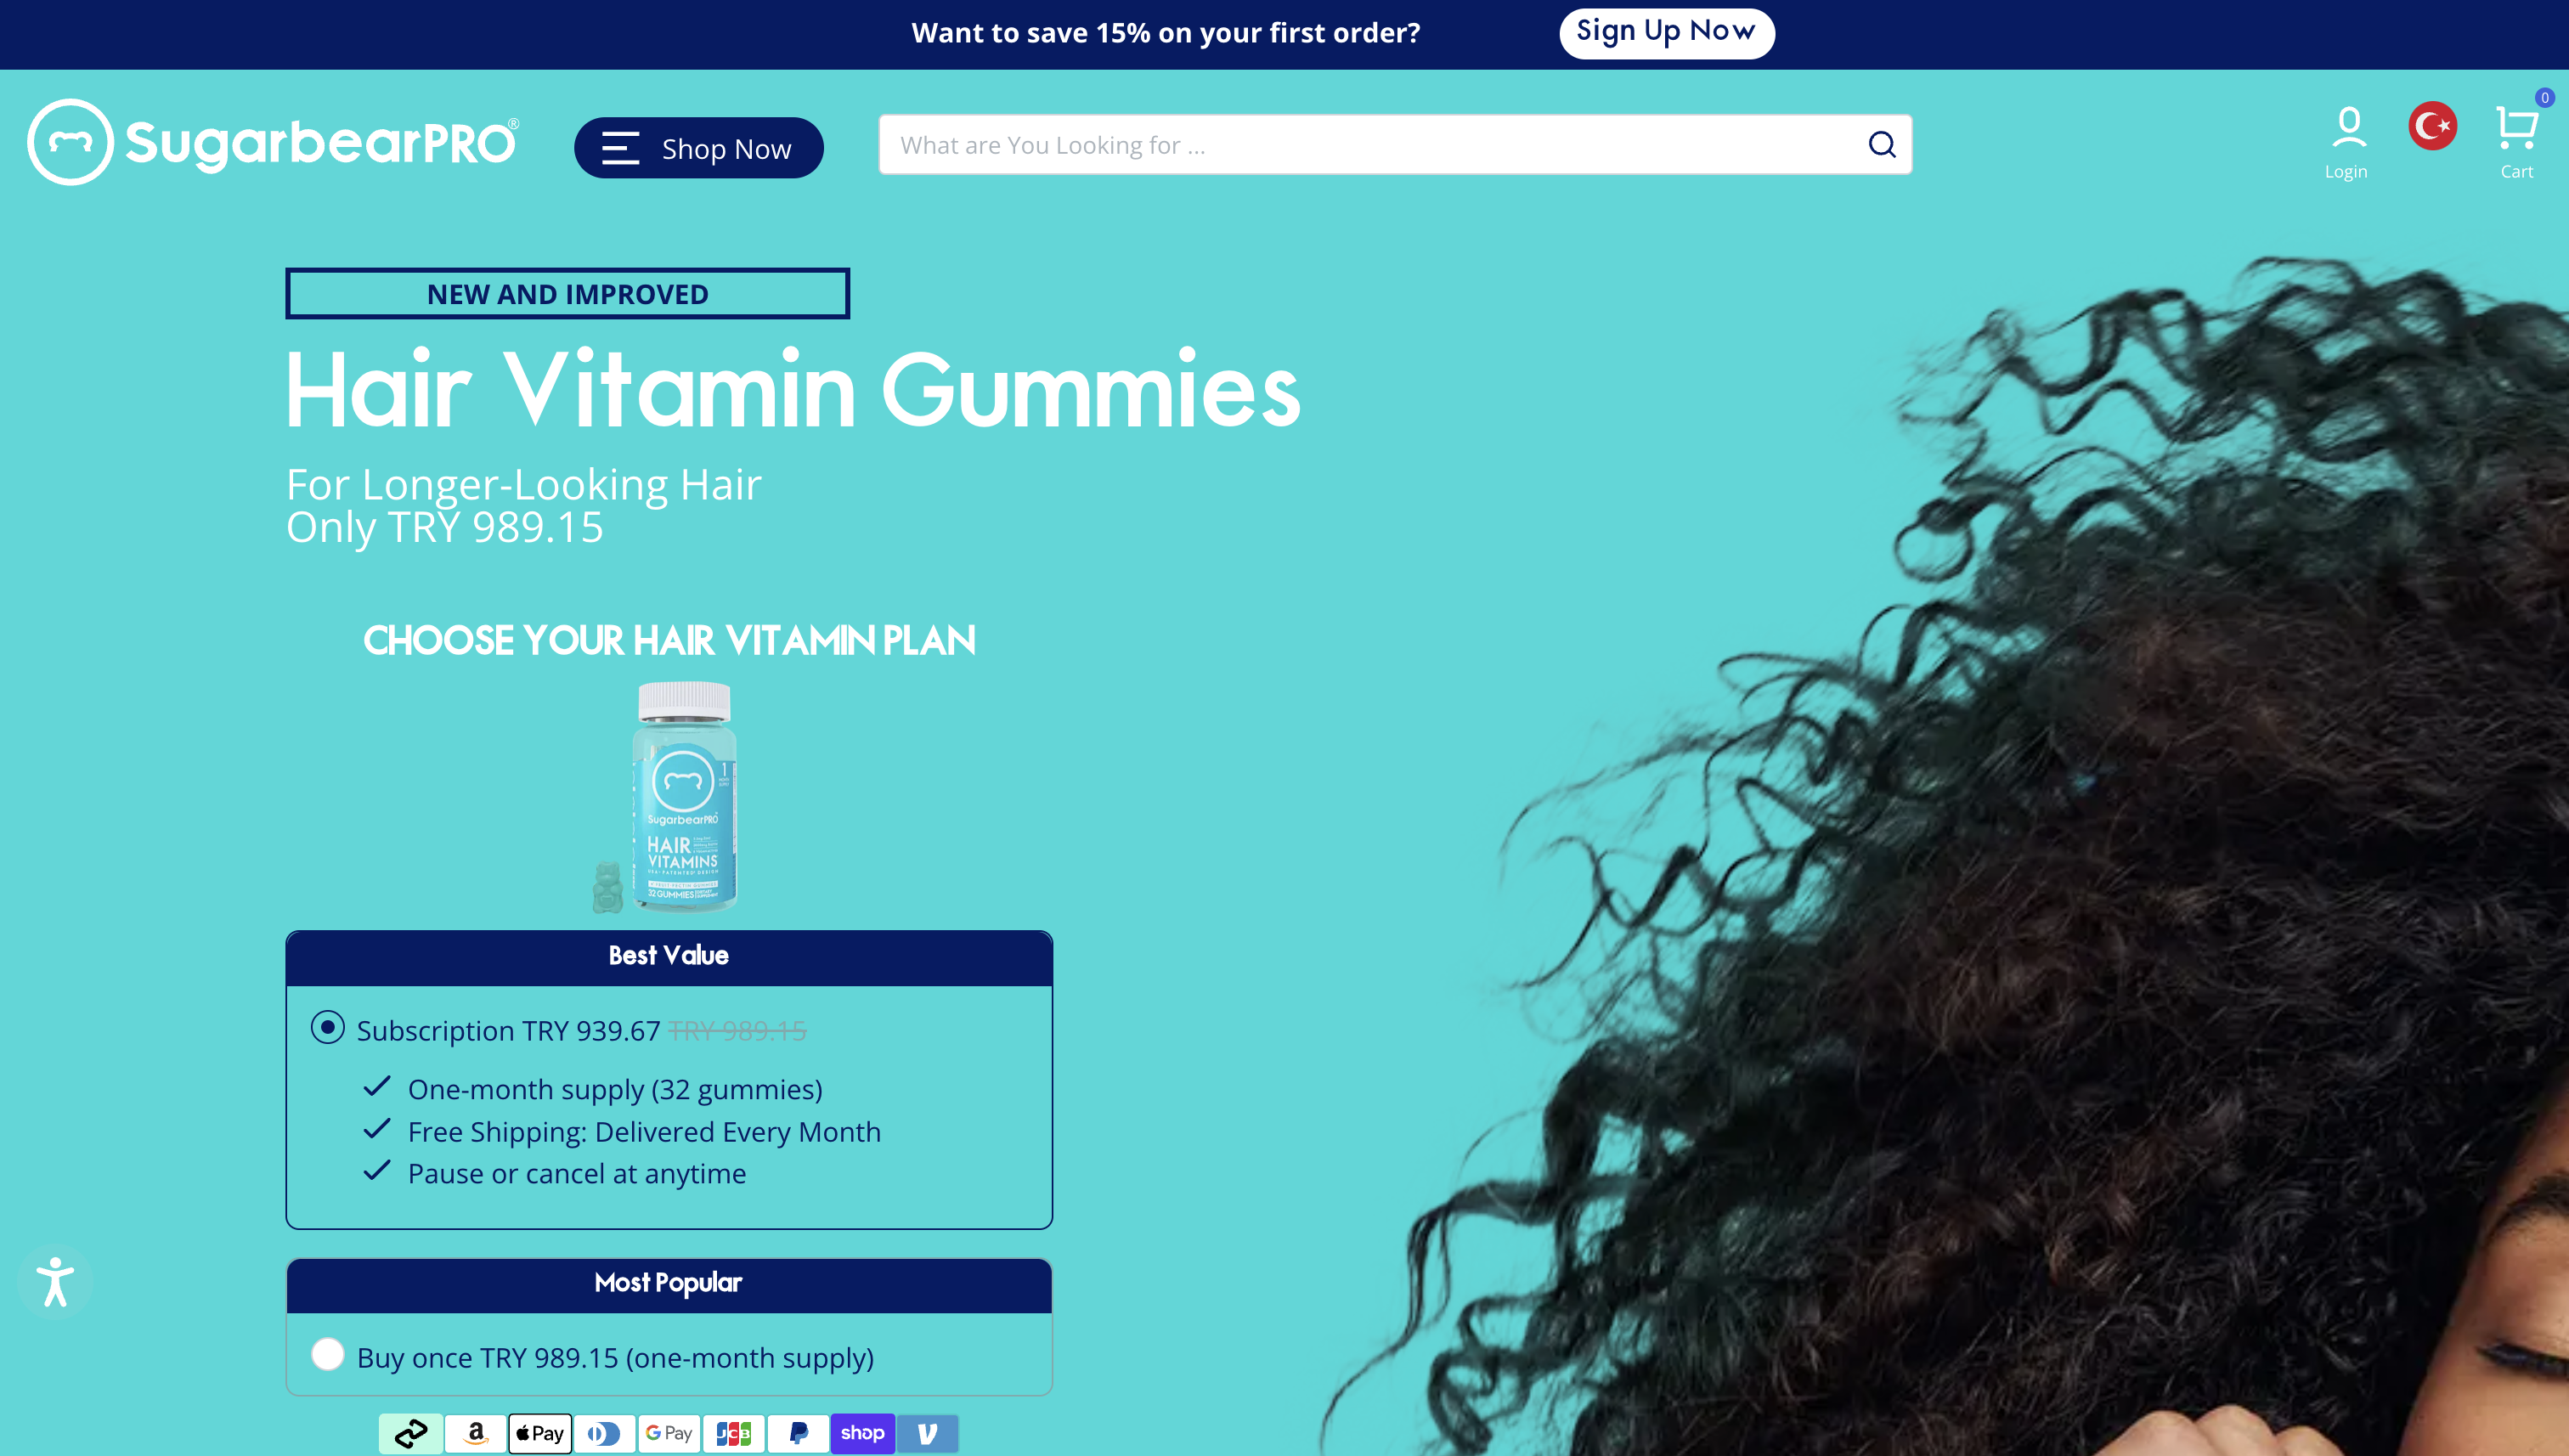 Want to save 15% on your first order?
Sign Up Now
SugarbearPRO®
Shop Now
What are You Looking for ...
Login
0
Cart
NEW AND IMPROVED
Hair Vitamin Gummies
For Longer-Looking Hair
Only TRY 989.15
CHOOSE YOUR HAIR VITAMIN PLAN
1
SugarbearPRO
HAIR
VITAMINS
32 GUMMIES
Best Value
Subscription TRY 939.67 TRY 989.15
One-month supply (32 gummies)
Free Shipping: Delivered Every Month
Pause or cancel at anytime
Most Popular
Buy once TRY 989.15 (one-month supply)
a Pay G Pay JCB P shop V